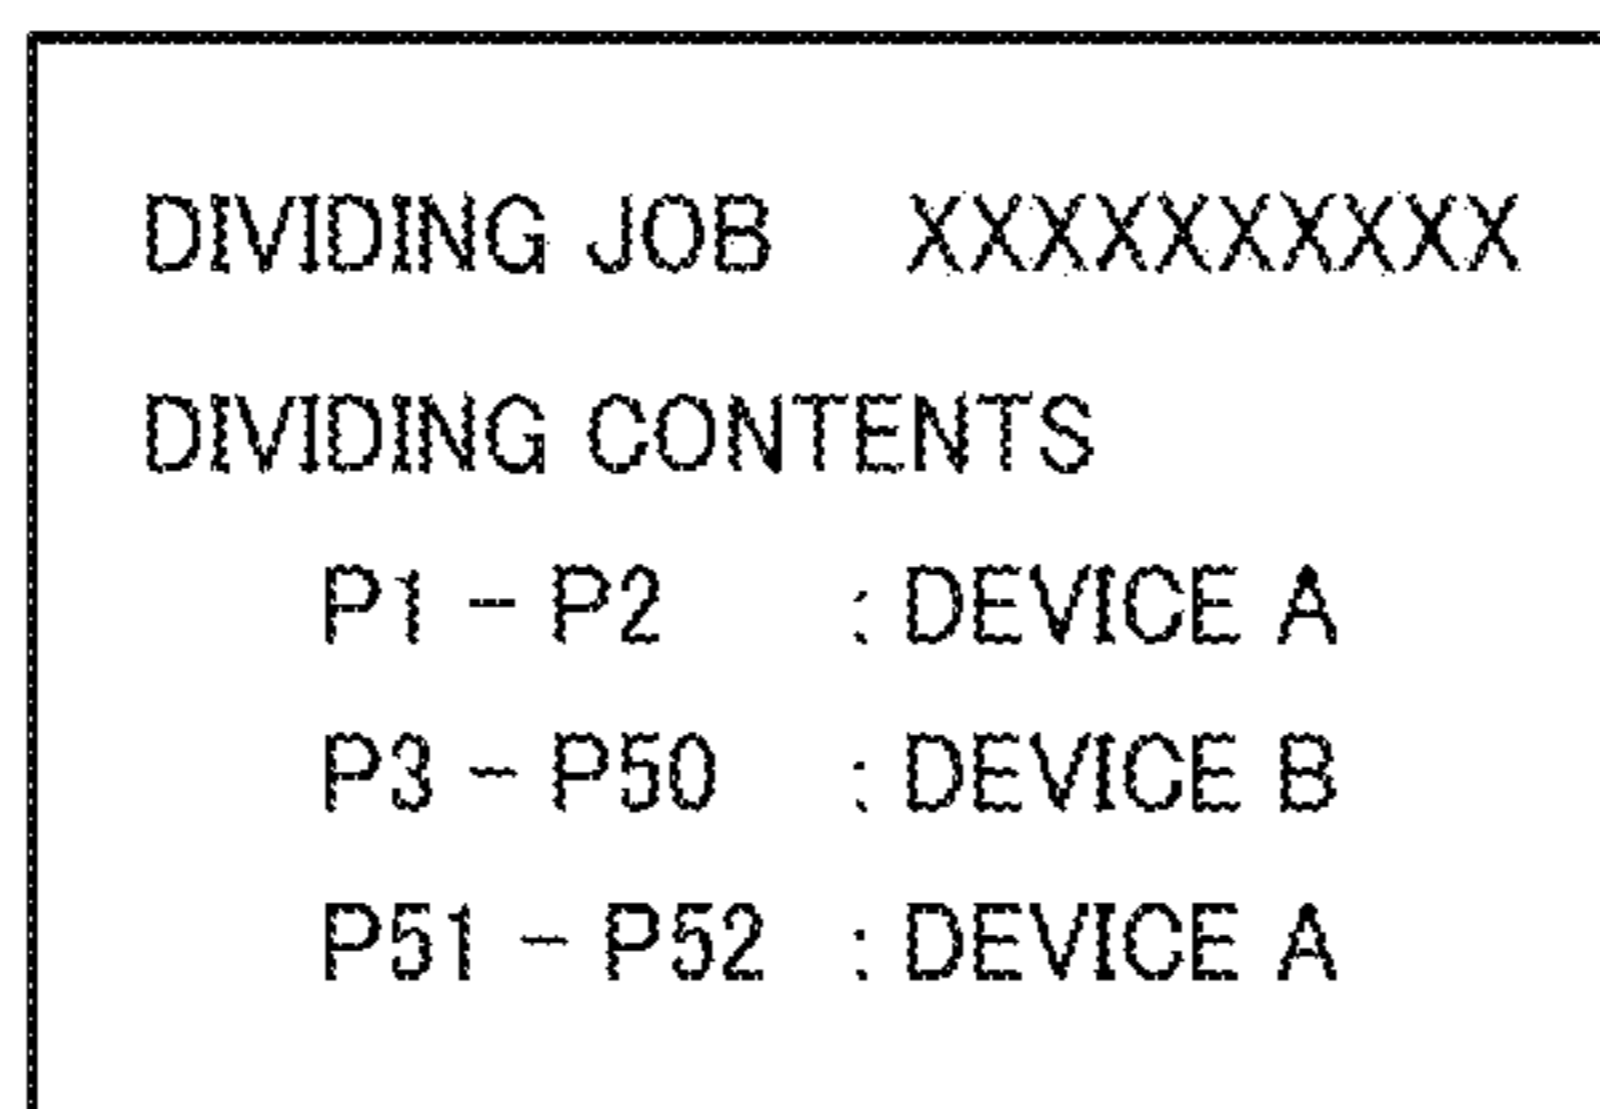 DIVIDING JOB XXXXXXXXXX
DIVIDING CONTENTS
P1 - P2 : DEVICE A
P3 - P50 : DEVICE B
P51 - P52 : DEVICE A